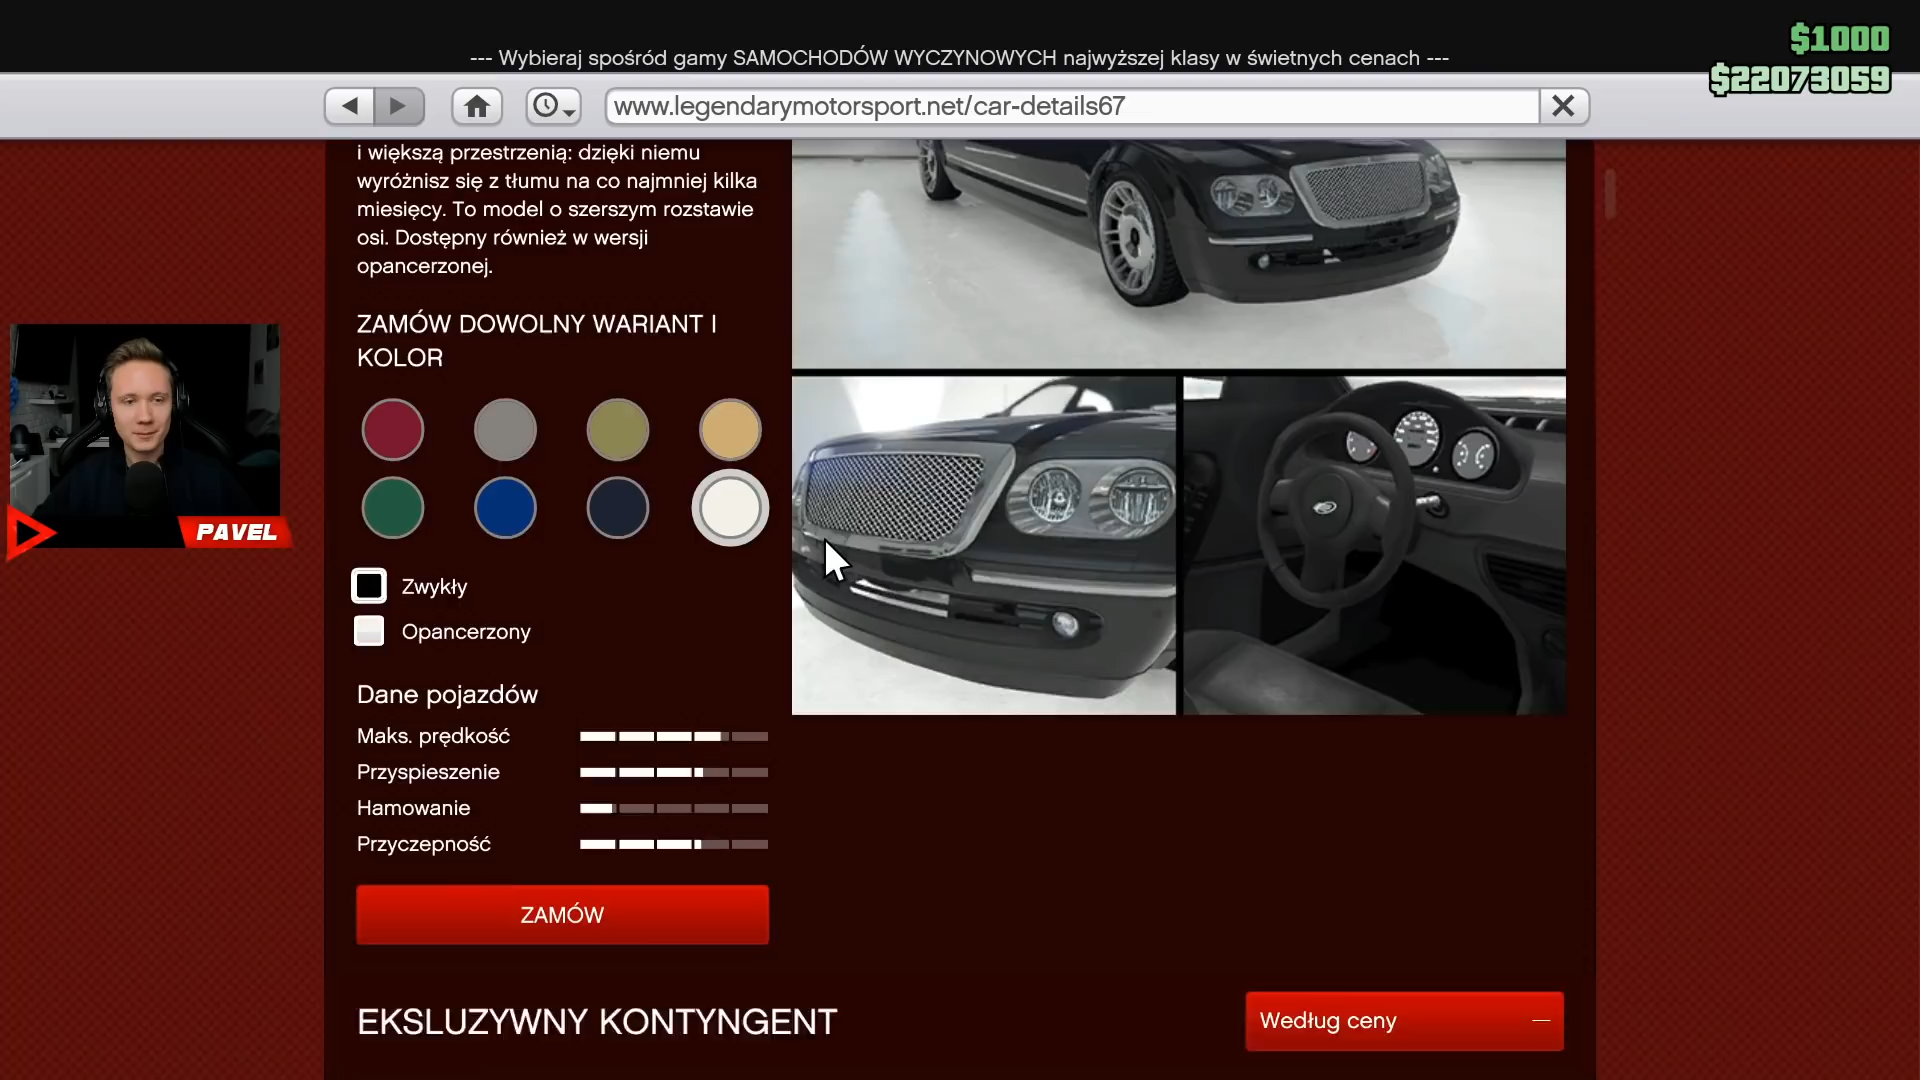 --- Wybieraj spośród gamy SAMOCHODÓW WYCZYNOWYCH najwyższej klasy w świetnych cenach ---
$1000
$22073059
www.legendarymotorsport.net/car-details67
i większą przestrzenią: dzięki niemu
wyróżnisz się z tłumu na co najmniej kilka
miesięcy. To model o szerszym rozstawie
osi. Dostępny również w wersji
opancerzonej.
ZAMÓW DOWOLNY WARIANT I
KOLOR
PAVEL
Zwykły
Opancerzony
Dane pojazdów
Maks. prędkość
Przyspieszenie
Hamowanie
Przyczepność
ZAMÓW
EKSLUZYWNY KONTYNGENT
Według ceny